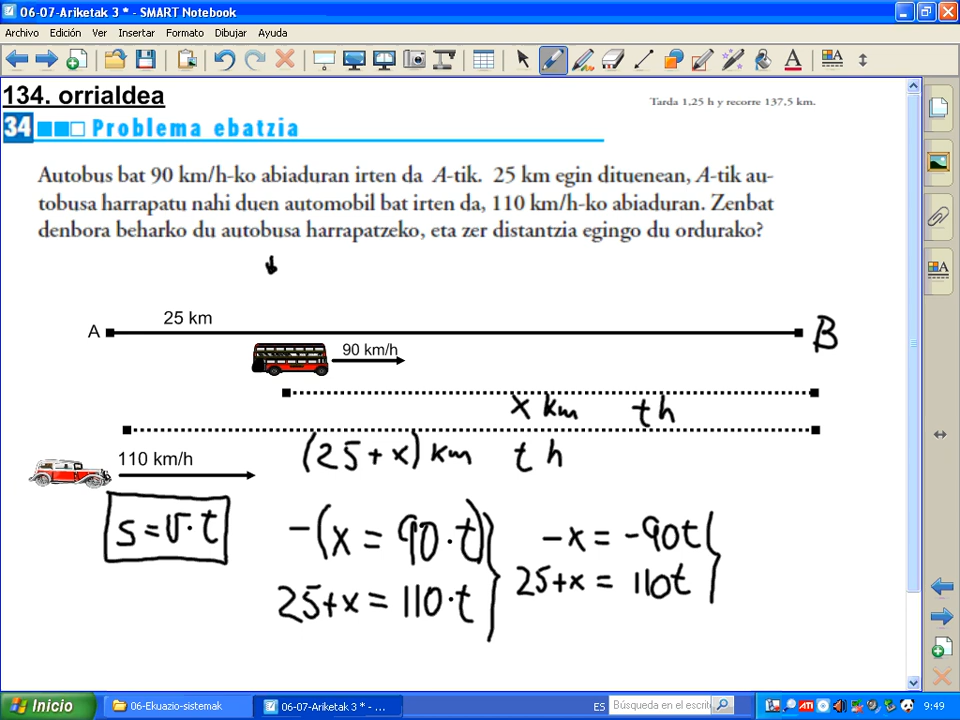 06-07-Ariketak 3 * - SMART Notebook
Archivo Edición Ver Insertar Formato Dibujar Ayuda
134. orrialdea
Tarda 1,25 h y recorre 137,5 km.
34 Problema ebatzia
Autobus bat 90 km/h-ko abiaduran irten da A-tik. 25 km egin dituenean, A-tik au-
tobusa harrapatu nahi duen automobil bat irten da, 110 km/h-ko abiaduran. Zenbat
denbora beharko du autobusa harrapatzeko, eta zer distantzia egingo du ordurako?
25 km
A B
90 km/h
x km t h
110 km/h (25+x) km t h
s = v·t
-(x = 90·t) -x = -90t
25+x = 110·t 25+x = 110t
Inicio 06-Ekuazio-sistemak 06-07-Ariketak 3 * - ... ES Búsqueda en el escrit 9:49